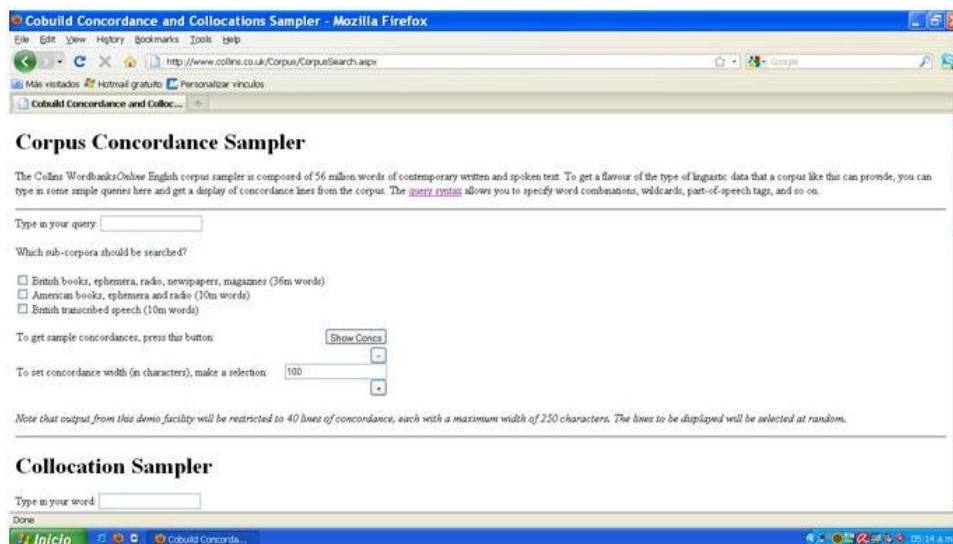 Cobuild Concordance and Collocations Sampler - Mozilla Firefox
File Edit View History Bookmarks Tools Help
http://www.collins.co.uk/Corpus/CorpusSearch.aspx Google
Más visitados Hotmail gratuito Personalizar vínculos
Cobuild Concordance and Colloc...
Corpus Concordance Sampler
The Collins WordbanksOnline English corpus sampler is composed of 56 million words of contemporary written and spoken text. To get a flavour of the type of linguistic data that a corpus like this can provide, you can
type in some simple queries here and get a display of concordance lines from the corpus. The query syntax allows you to specify word combinations, wildcards, part-of-speech tags, and so on.
Type in your query:
Which sub-corpora should be searched?
British books, ephemera, radio, newspapers, magazines (36m words)
American books, ephemera and radio (10m words)
British transcribed speech (10m words)
To get sample concordances, press this button: Show Concs
-
To set concordance width (in characters), make a selection: 100
+
Note that output from this demo facility will be restricted to 40 lines of concordance, each with a maximum width of 250 characters. The lines to be displayed will be selected at random.
Collocation Sampler
Type in your word:
Done
Inicio Cobuild Concorda... 05:14 a.m.